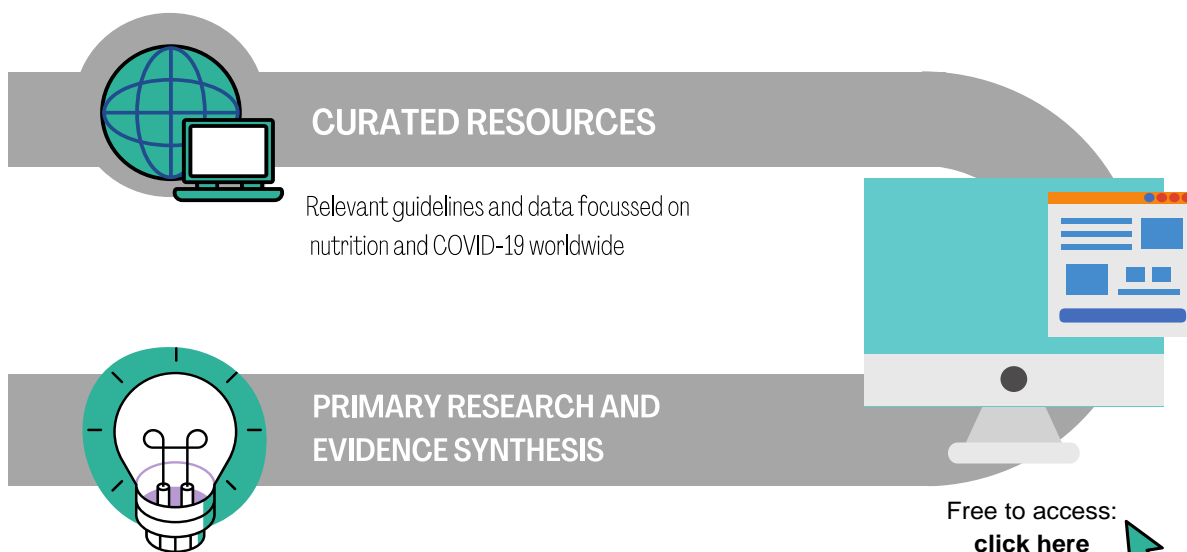 CURATED RESOURCES
Relevant guidelines and data focussed on
nutrition and COVID-19 worldwide
PRIMARY RESEARCH AND
EVIDENCE SYNTHESIS
Free to access:
click here